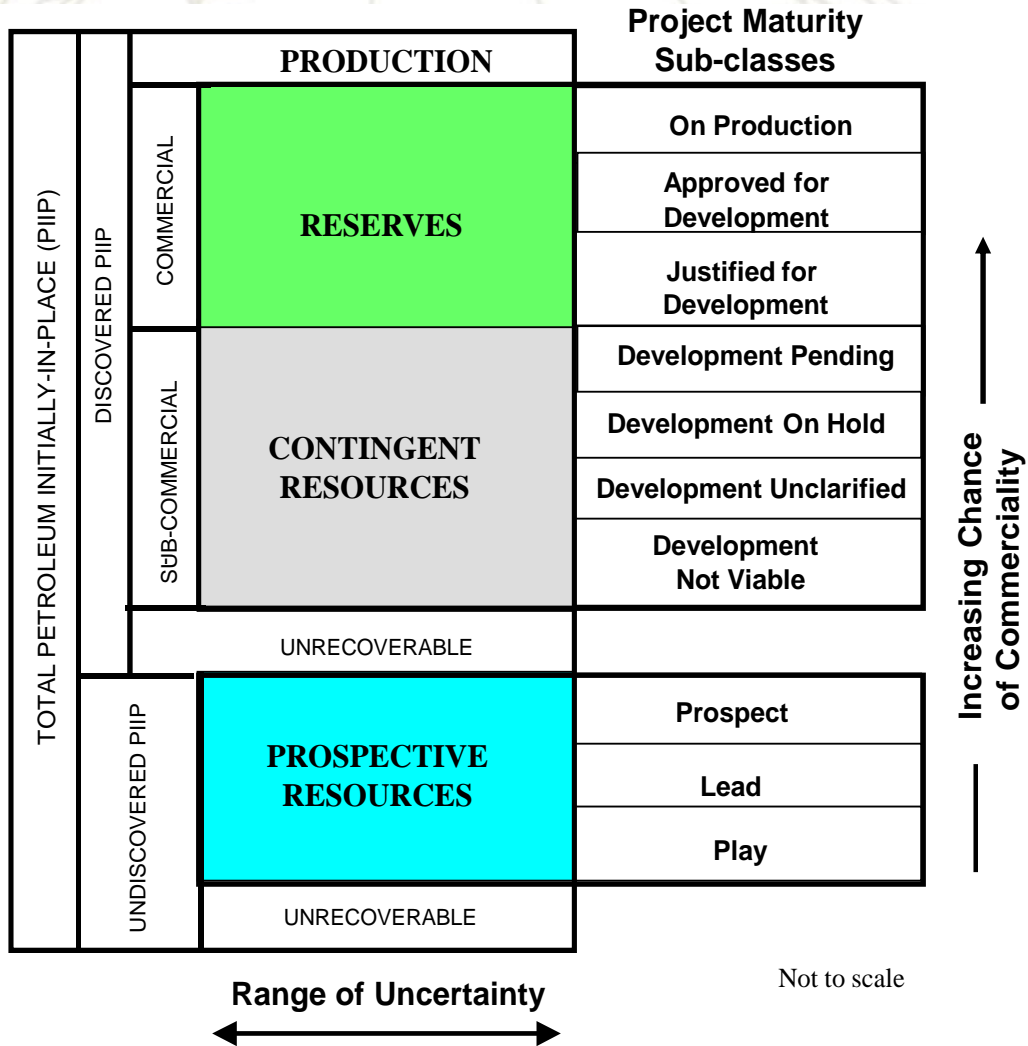 Project Maturity
Sub-classes
PRODUCTION
TOTAL PETROLEUM INITIALLY-IN-PLACE (PIIP)
DISCOVERED PIIP
COMMERCIAL
RESERVES
On Production
Approved for
Development
Justified for
Development
SUB-COMMERCIAL
CONTINGENT
RESOURCES
Development Pending
Development On Hold
Development Unclarified
Development
Not Viable
UNRECOVERABLE
UNDISCOVERED PIIP
PROSPECTIVE
RESOURCES
Prospect
Lead
Play
UNRECOVERABLE
Increasing Chance
of Commerciality
Range of Uncertainty
Not to scale